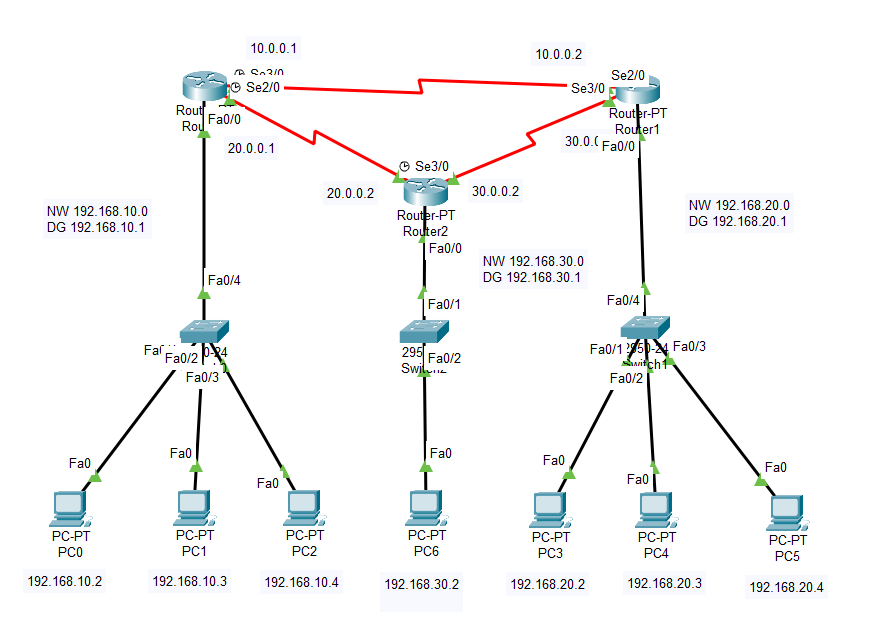 10.0.0.1
10.0.0.2
Se3/0
Se2/0
Se2/0
Se3/0
Router-PT
Router1
Fa0/0
Fa0/0
20.0.0.1
Se3/0
20.0.0.2
30.0.0.2
Router-PT
Router2
NW 192.168.10.0
DG 192.168.10.1
NW 192.168.20.0
DG 192.168.20.1
Fa0/0
NW 192.168.30.0
DG 192.168.30.1
Fa0/4
Fa0/1
Fa0/4
Fa0/2
Fa0/3
Fa0/2
Fa0/1
Fa0/3
Fa0/2
Fa0
Fa0
Fa0
Fa0
Fa0
Fa0
Fa0
PC-PT
PC0
PC-PT
PC1
PC-PT
PC2
PC-PT
PC6
PC-PT
PC3
PC-PT
PC4
PC-PT
PC5
192.168.10.2
192.168.10.3
192.168.10.4
192.168.30.2
192.168.20.2
192.168.20.3
192.168.20.4